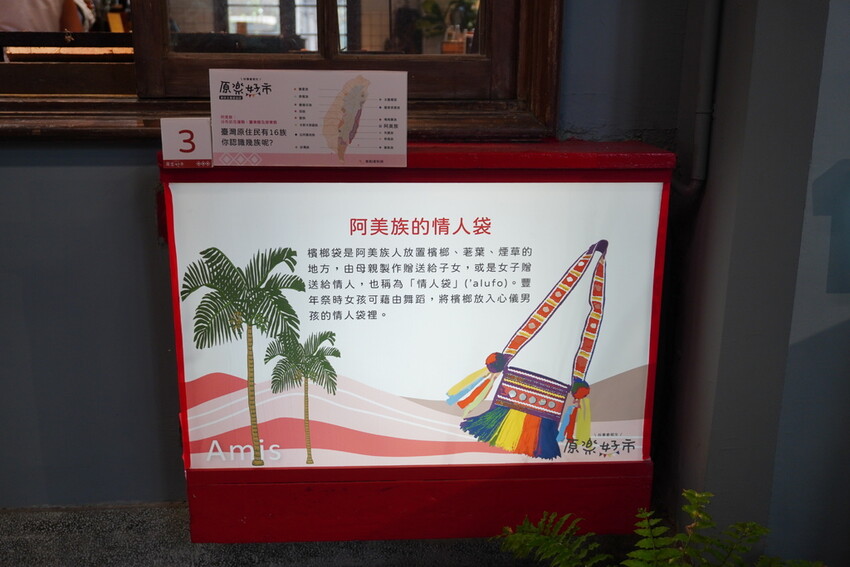 原樂好市
臺灣原住民有16族
你認識幾族呢?
阿美族
3
阿美族的情人袋
檳榔袋是阿美族人放置檳榔、荖葉、煙草的
地方,由母親製作贈送給子女,或是女子贈
送給情人,也稱為「情人袋」('alufo)。豐
年祭時女孩可藉由舞蹈,將檳榔放入心儀男
孩的情人袋裡。
Amis
原樂好市